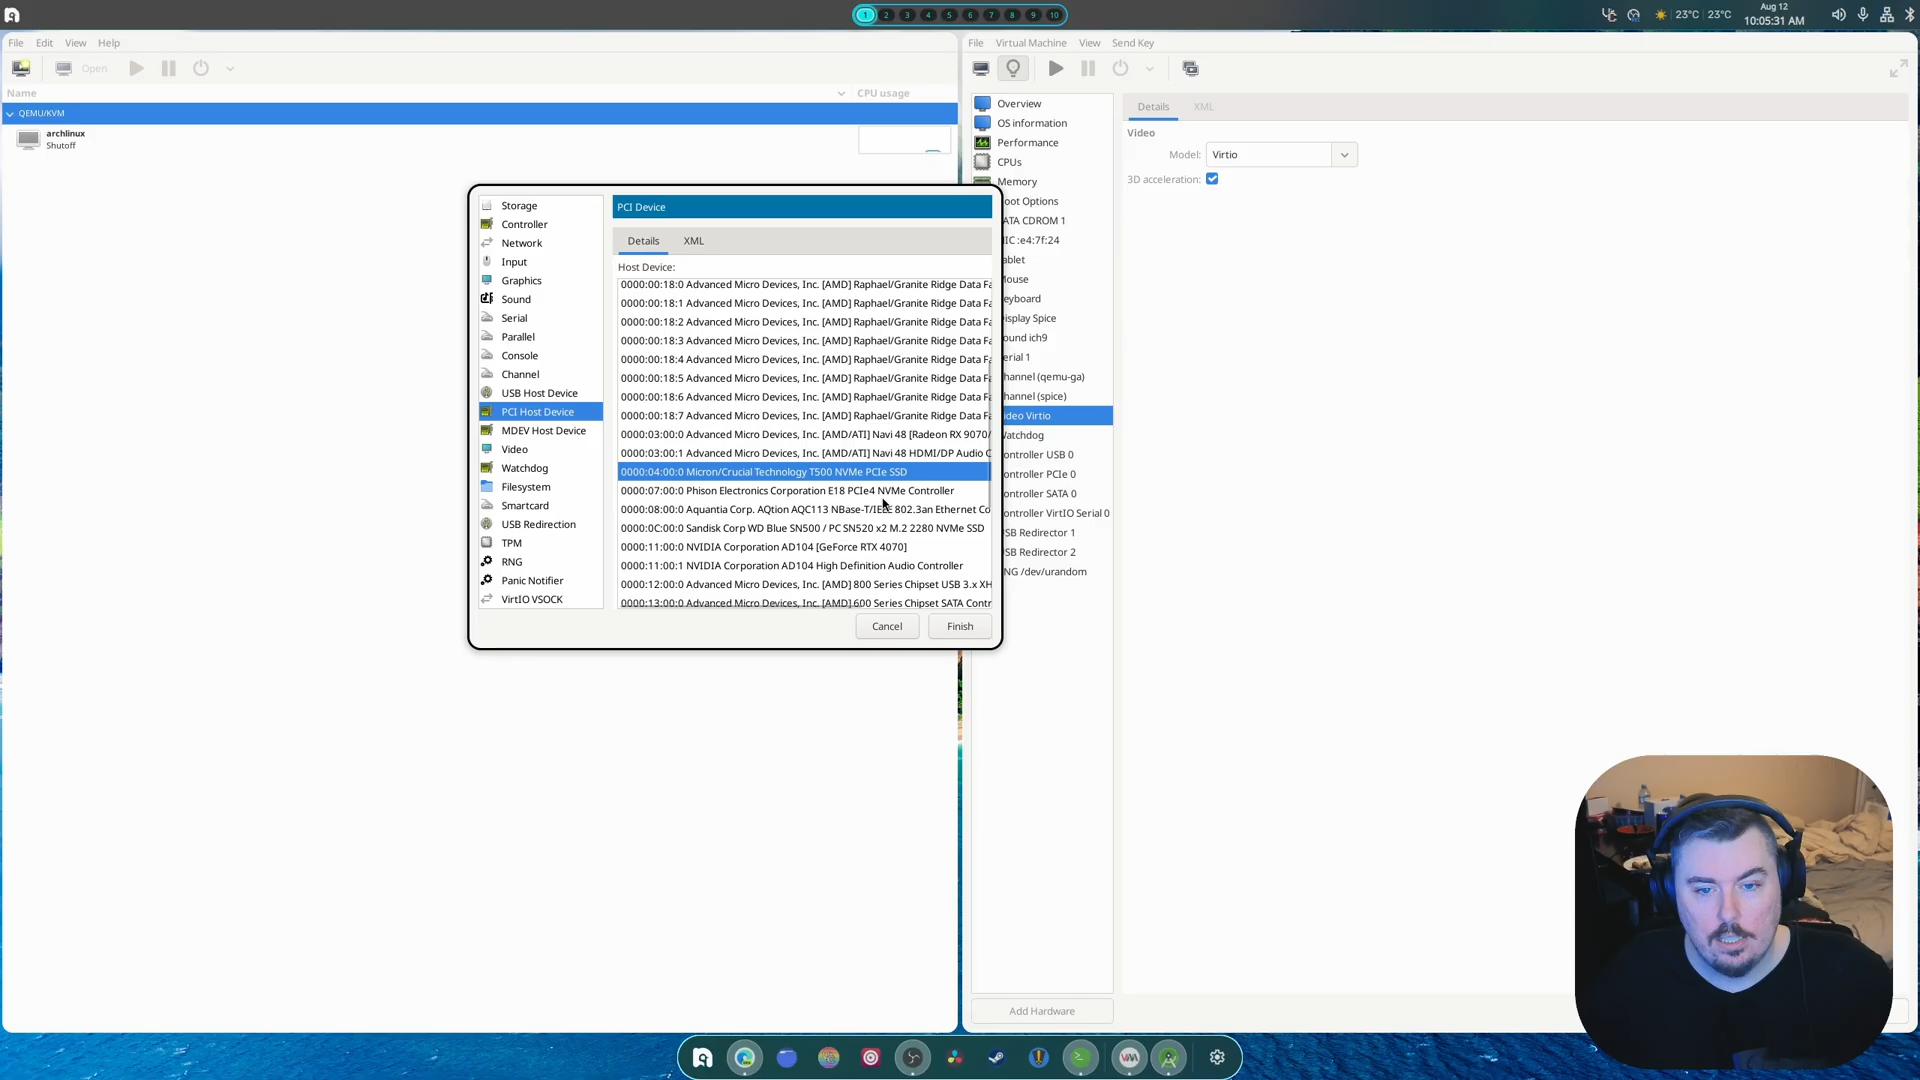 1 2 3 4 5 6 7 8 9 10
23°C 23°C
Aug 12
10:05:31 AM
File Edit View Help
Open
Name CPU usage
QEMU/KVM
archlinux
Shutoff
File Virtual Machine View Send Key
Overview
OS information
Performance
CPUs
Memory
oot Options
ATA CDROM 1
IC :e4:7f:24
ablet
ouse
eyboard
isplay Spice
ound ich9
erial 1
hannel (qemu-ga)
hannel (spice)
ideo Virtio
atchdog
ontroller USB 0
ontroller PCIe 0
ontroller SATA 0
ontroller VirtIO Serial 0
SB Redirector 1
SB Redirector 2
NG /dev/urandom
Add Hardware
Details XML
Video
Model: Virtio
3D acceleration:
Storage
Controller
Network
Input
Graphics
Sound
Serial
Parallel
Console
Channel
USB Host Device
PCI Host Device
MDEV Host Device
Video
Watchdog
Filesystem
Smartcard
USB Redirection
TPM
RNG
Panic Notifier
VirtIO VSOCK
PCI Device
Details XML
Host Device:
0000:00:18:0 Advanced Micro Devices, Inc. [AMD] Raphael/Granite Ridge Data Fa
0000:00:18:1 Advanced Micro Devices, Inc. [AMD] Raphael/Granite Ridge Data Fa
0000:00:18:2 Advanced Micro Devices, Inc. [AMD] Raphael/Granite Ridge Data Fa
0000:00:18:3 Advanced Micro Devices, Inc. [AMD] Raphael/Granite Ridge Data Fa
0000:00:18:4 Advanced Micro Devices, Inc. [AMD] Raphael/Granite Ridge Data Fa
0000:00:18:5 Advanced Micro Devices, Inc. [AMD] Raphael/Granite Ridge Data Fa
0000:00:18:6 Advanced Micro Devices, Inc. [AMD] Raphael/Granite Ridge Data Fa
0000:00:18:7 Advanced Micro Devices, Inc. [AMD] Raphael/Granite Ridge Data Fa
0000:03:00:0 Advanced Micro Devices, Inc. [AMD/ATI] Navi 48 [Radeon RX 9070/
0000:03:00:1 Advanced Micro Devices, Inc. [AMD/ATI] Navi 48 HDMI/DP Audio C
0000:04:00:0 Micron/Crucial Technology T500 NVMe PCIe SSD
0000:07:00:0 Phison Electronics Corporation E18 PCIe4 NVMe Controller
0000:08:00:0 Aquantia Corp. AQtion AQC113 NBase-T/IEEE 802.3an Ethernet Co
0000:0C:00:0 Sandisk Corp WD Blue SN500 / PC SN520 x2 M.2 2280 NVMe SSD
0000:11:00:0 NVIDIA Corporation AD104 [GeForce RTX 4070]
0000:11:00:1 NVIDIA Corporation AD104 High Definition Audio Controller
0000:12:00:0 Advanced Micro Devices, Inc. [AMD] 800 Series Chipset USB 3.x XH
0000:13:00:0 Advanced Micro Devices, Inc. [AMD] 600 Series Chipset SATA Contr
Cancel Finish